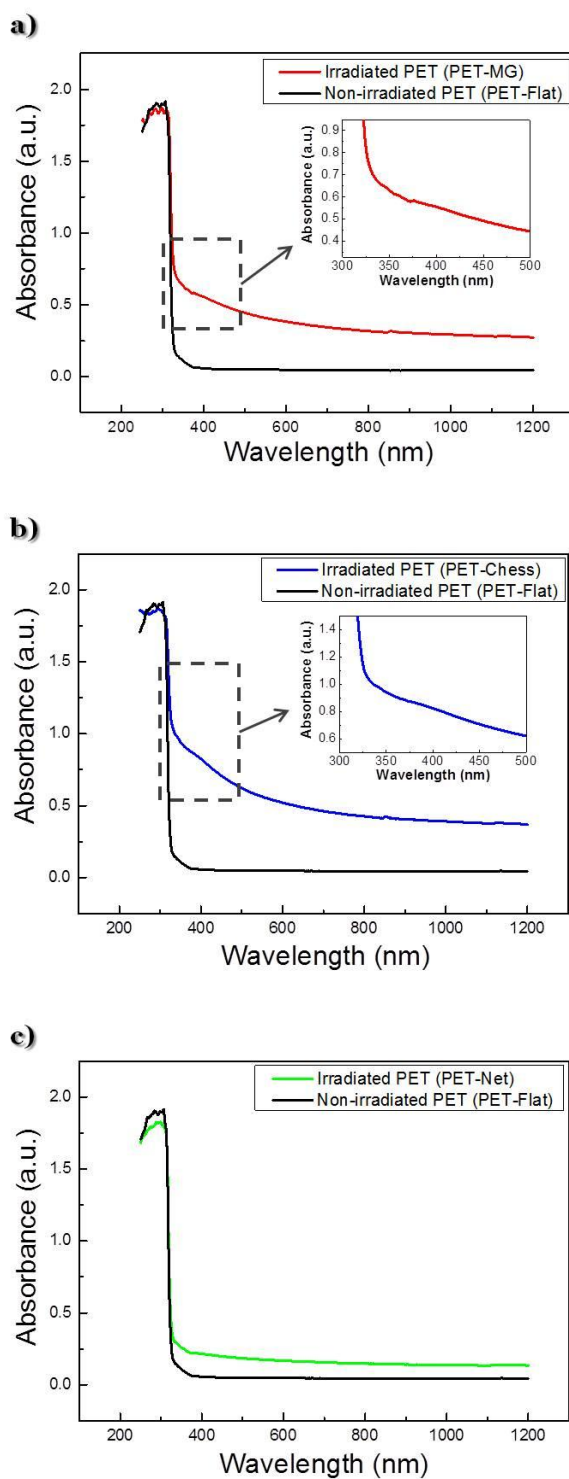 a)
Irradiated PET (PET-MG)
Non-irradiated PET (PET-Flat)
2.0
1.5
1.0
0.5
0.0
Absorbance (a.u.)
200 400 600 800 1000 1200
Wavelength (nm)
0.9
0.8
0.7
0.6
0.5
0.4
Absorbance (a.u.)
300 350 400 450 500
Wavelength (nm)
b)
Irradiated PET (PET-Chess)
Non-irradiated PET (PET-Flat)
2.0
1.5
1.0
0.5
0.0
Absorbance (a.u.)
200 400 600 800 1000 1200
Wavelength (nm)
1.4
1.2
1.0
0.8
0.6
Absorbance (a.u.)
300 350 400 450 500
Wavelength (nm)
c)
Irradiated PET (PET-Net)
Non-irradiated PET (PET-Flat)
2.0
1.5
1.0
0.5
0.0
Absorbance (a.u.)
200 400 600 800 1000 1200
Wavelength (nm)